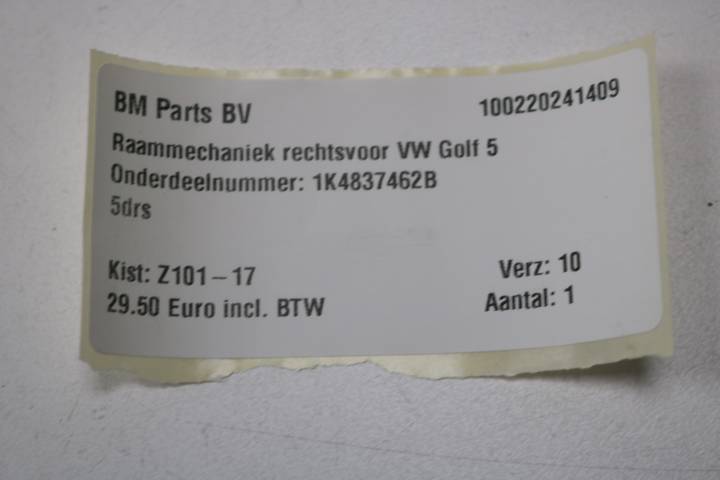 BM Parts BV 100220241409
Raammechaniek rechtsvoor VW Golf 5
Onderdeelnummer: 1K4837462B
5drs
Kist: Z101-17 Verz: 10
29.50 Euro incl. BTW Aantal: 1